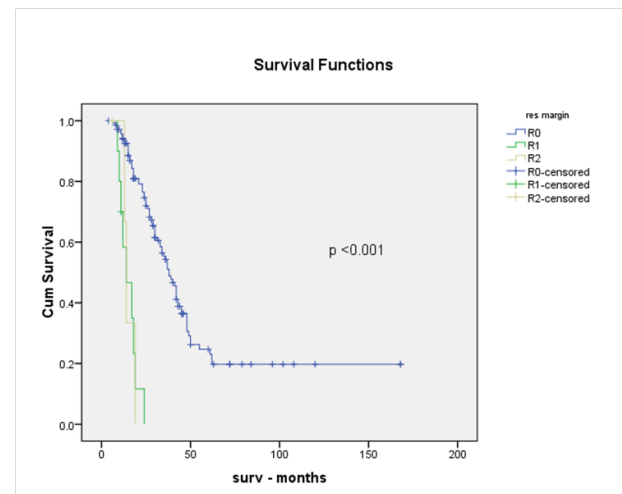 Survival Functions
res margin
R0
R1
R2
R0-censored
R1-censored
R2-censored
1.0
0.8
0.6
0.4
0.2
0.0
p <0.001
Cum Survival
0 50 100 150 200
surv - months